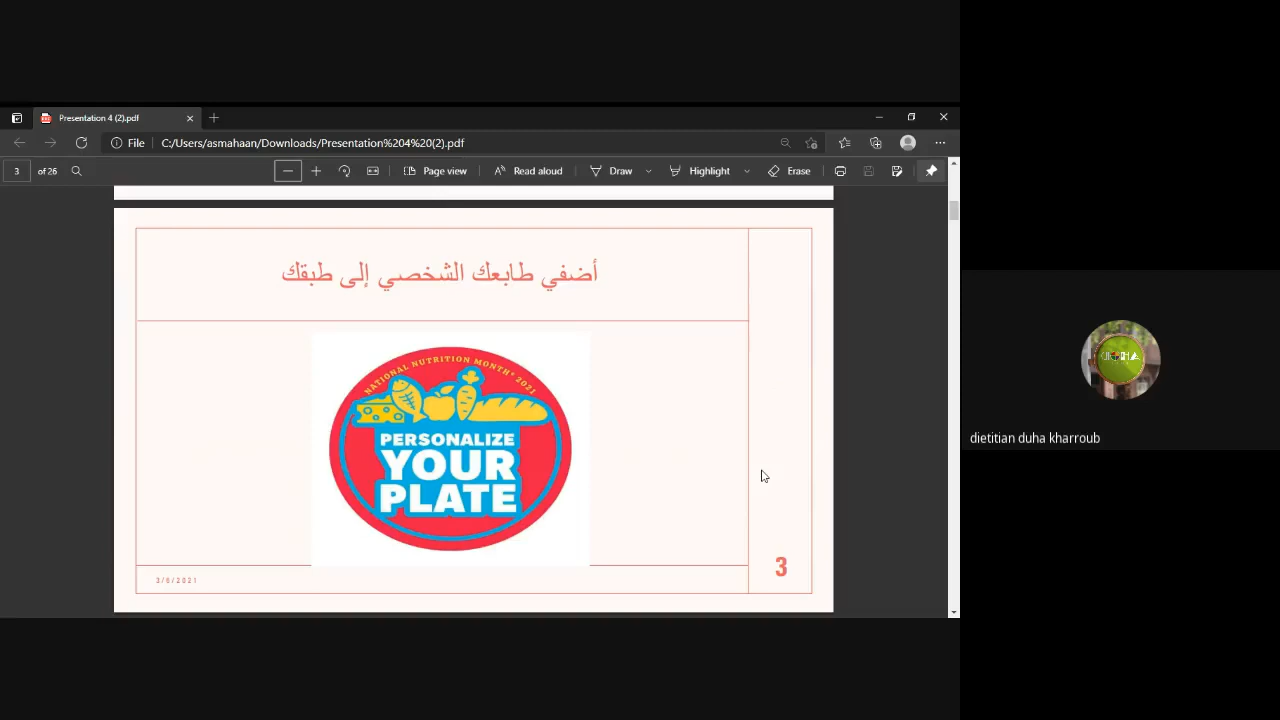 Presentation 4 (2).pdf
File
C:/Users/asmahaan/Downloads/Presentation%204%20(2).pdf
3 of 26
Page view
Read aloud
Draw
Highlight
Erase
أضفي طابعك الشخصي إلى طبقك
NATIONAL NUTRITION MONTH® 2021
PERSONALIZE
YOUR
PLATE
3
3/6/2021
dietitian duha kharroub